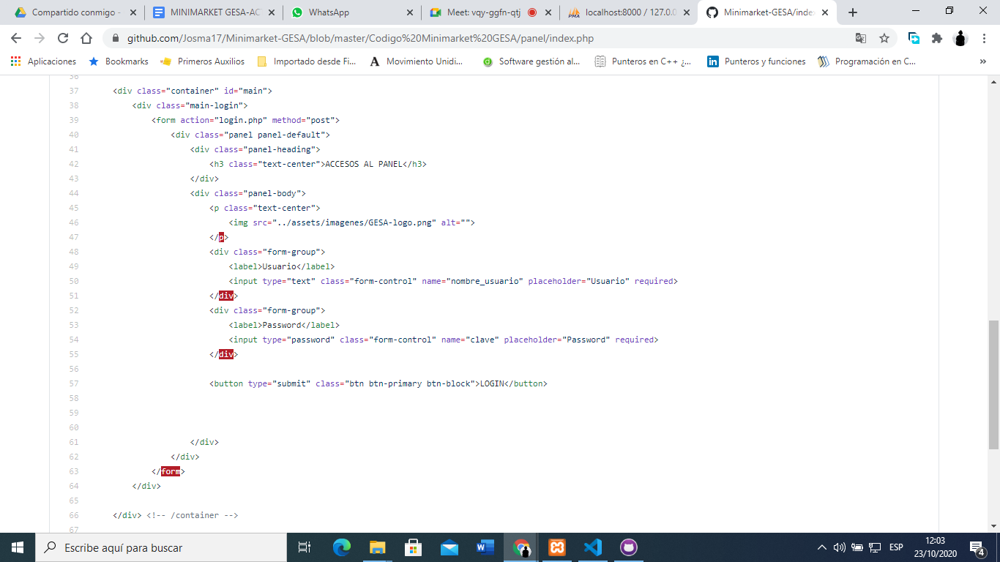 Compartido conmigo -
MINIMARKET GESA-AC
WhatsApp
Meet: vqy-ggfn-qtj
localhost:8000 / 127.0.0
Minimarket-GESA/inde
github.com/Josma17/Minimarket-GESA/blob/master/Codigo%20Minimarket%20GESA/panel/index.php
Aplicaciones
Bookmarks
Primeros Auxilios
Importado desde Fi...
Movimiento Unidi...
Software gestión al...
Punteros en C++ ¿...
Punteros y funciones
Programación en C...
»
36
37 <div class="container" id="main">
38 <div class="main-login">
39 <form action="login.php" method="post">
40 <div class="panel panel-default">
41 <div class="panel-heading">
42 <h3 class="text-center">ACCESOS AL PANEL</h3>
43 </div>
44 <div class="panel-body">
45 <p class="text-center">
46 <img src="../assets/imagenes/GESA-logo.png" alt="">
47 </p>
48 <div class="form-group">
49 <label>Usuario</label>
50 <input type="text" class="form-control" name="nombre_usuario" placeholder="Usuario" required>
51 </div>
52 <div class="form-group">
53 <label>Password</label>
54 <input type="password" class="form-control" name="clave" placeholder="Password" required>
55 </div>
56
57 <button type="submit" class="btn btn-primary btn-block">LOGIN</button>
58
59
60
61 </div>
62 </div>
63 </form>
64 </div>
65
66 </div> <!-- /container -->
67
Escribe aquí para buscar
ESP
12:03
23/10/2020
4